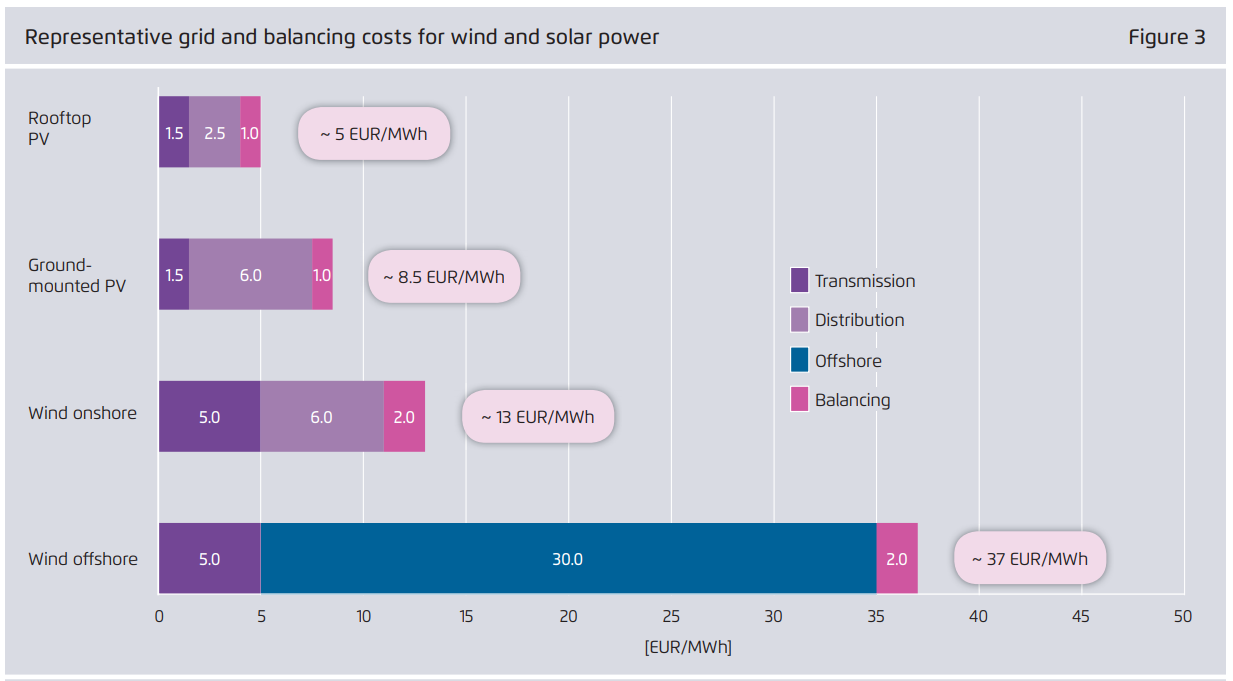 Representative grid and balancing costs for wind and solar power
Figure 3
Rooftop
PV
1.5
2.5
1.0
~ 5 EUR/MWh
Ground-
mounted PV
1.5
6.0
1.0
~ 8.5 EUR/MWh
Transmission
Distribution
Offshore
Balancing
Wind onshore
5.0
6.0
2.0
~ 13 EUR/MWh
Wind offshore
5.0
30.0
2.0
~ 37 EUR/MWh
0
5
10
15
20
25
30
35
40
45
50
[EUR/MWh]